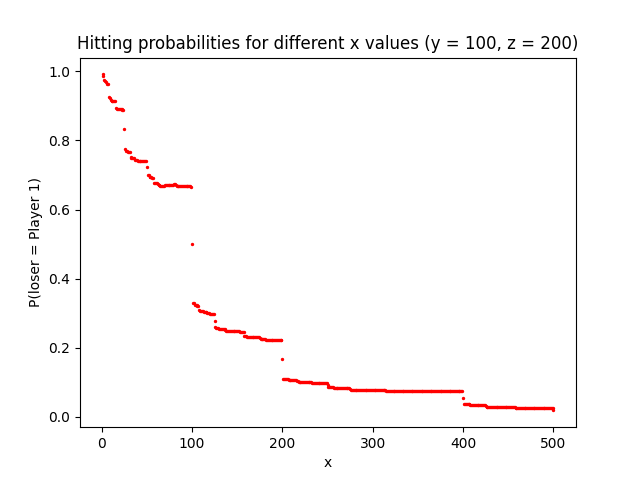 Hitting probabilities for different x values (y = 100, z = 200)
P(loser = Player 1)
1.0
0.8
0.6
0.4
0.2
0.0
0 100 200 300 400 500
x